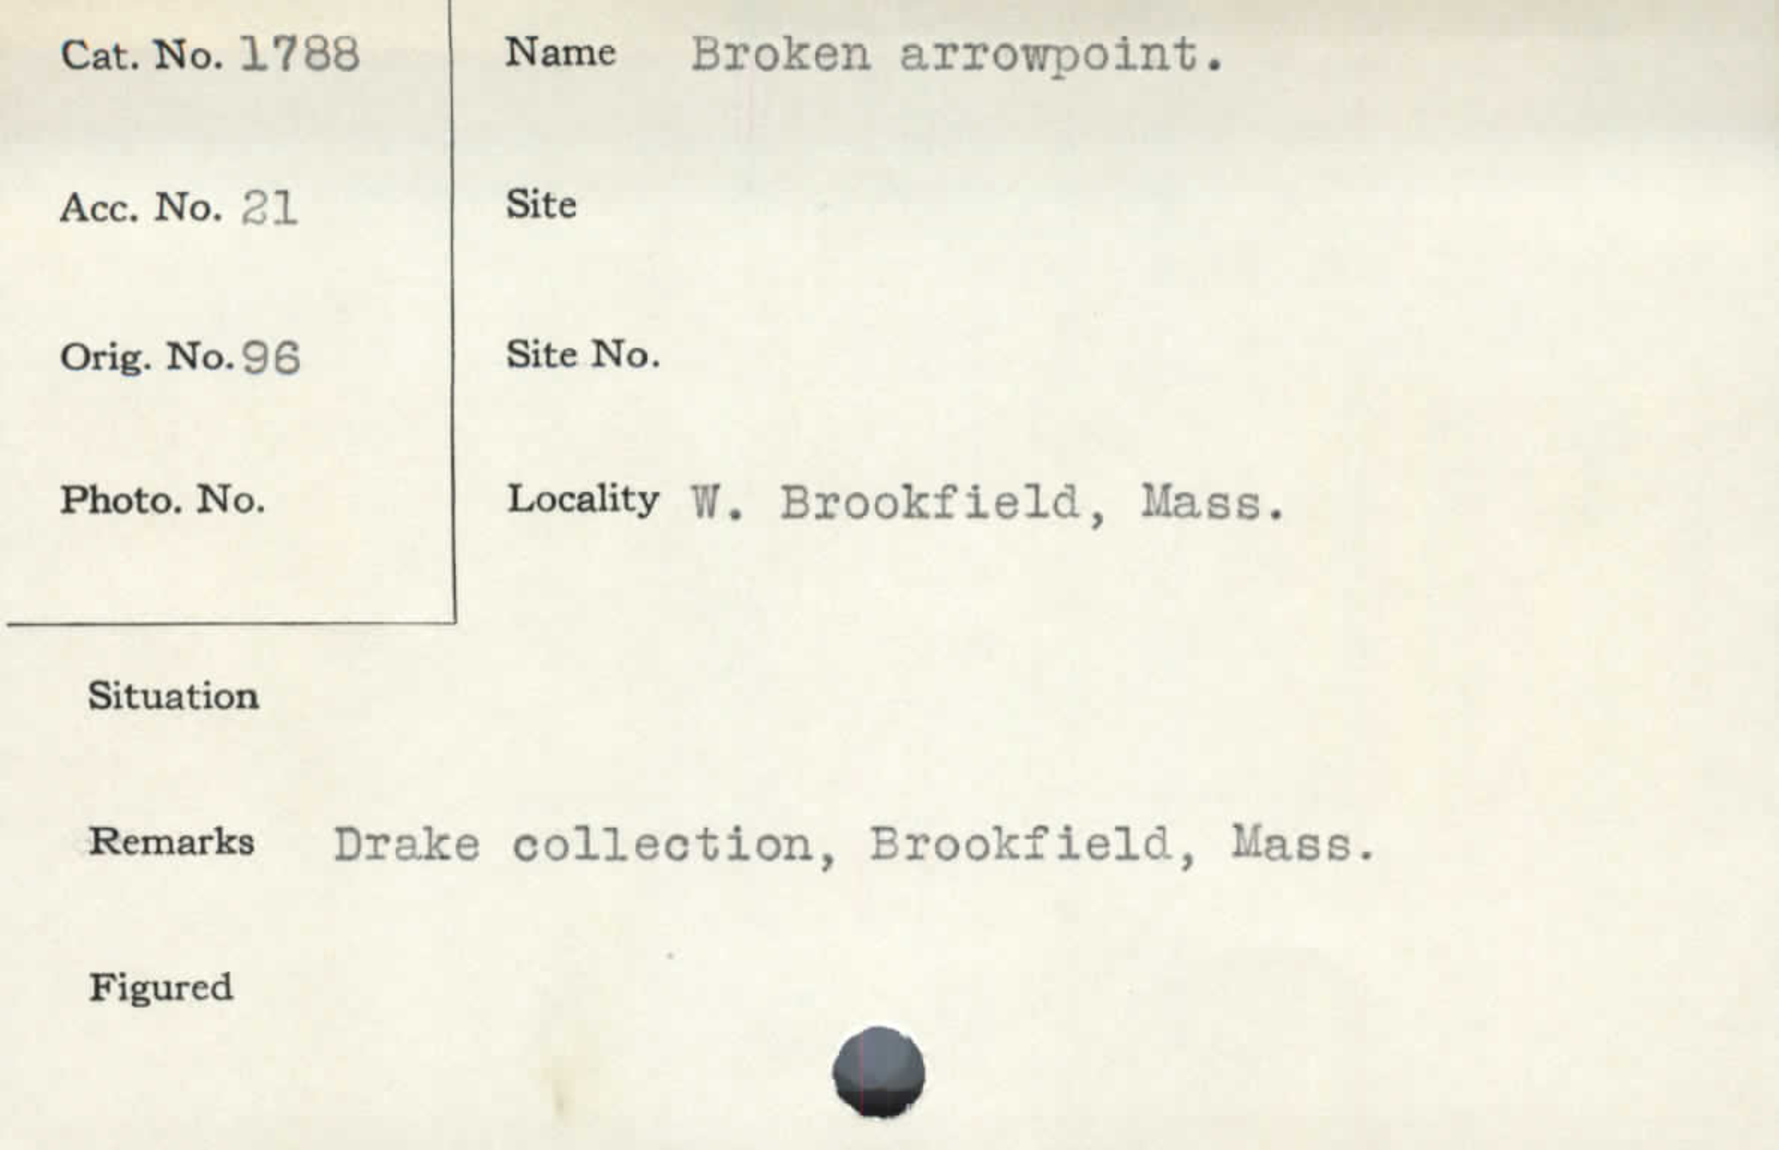 Cat. No. 1788
Name Broken arrowpoint.
Acc. No. 21
Site
Orig. No. 96
Site No.
Photo. No.
Locality W. Brookfield, Mass.
Situation
Remarks Drake collection, Brookfield, Mass.
Figured